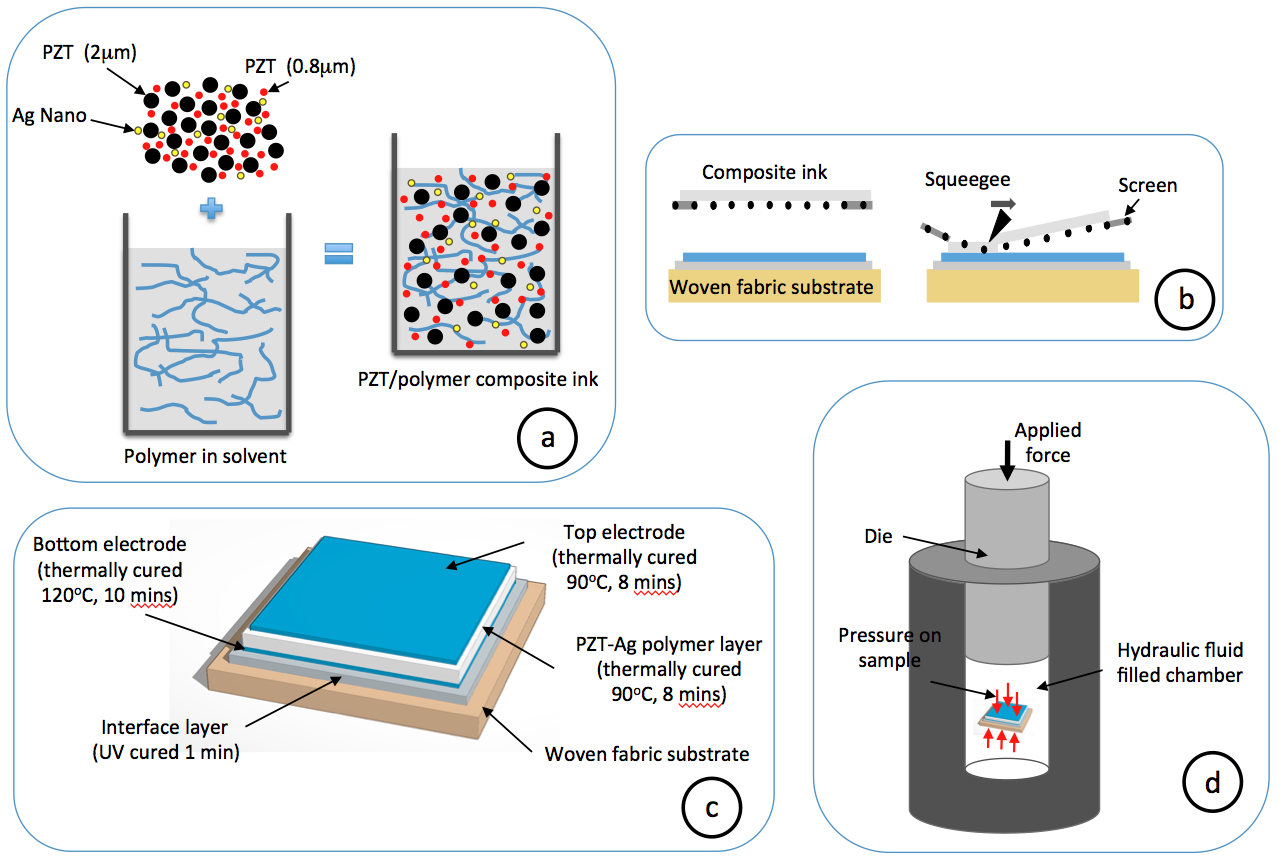 PZT (2μm)
PZT (0.8μm)
Ag Nano
Polymer in solvent
PZT/polymer composite ink
a
Composite ink
Squeegee
Screen
Woven fabric substrate
b
Bottom electrode
(thermally cured
120°C, 10 mins)
Top electrode
(thermally cured
90°C, 8 mins)
PZT-Ag polymer layer
(thermally cured
90°C, 8 mins)
Interface layer
(UV cured 1 min)
Woven fabric substrate
c
Applied
force
Die
Pressure on
sample
Hydraulic fluid
filled chamber
d